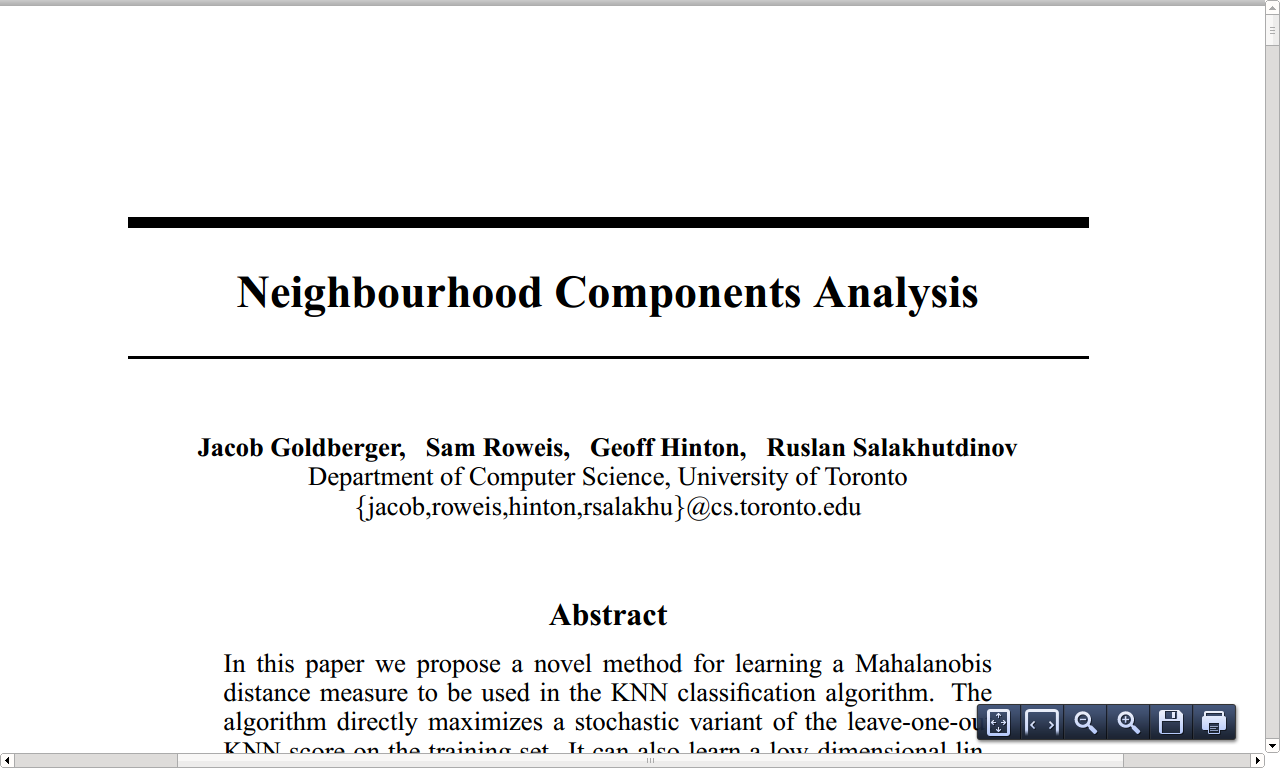 Neighbourhood Components Analysis
Jacob Goldberger, Sam Roweis, Geoff Hinton, Ruslan Salakhutdinov
Department of Computer Science, University of Toronto
{jacob,roweis,hinton,rsalakhu}@cs.toronto.edu
Abstract
In this paper we propose a novel method for learning a Mahalanobis
distance measure to be used in the KNN classification algorithm. The
algorithm directly maximizes a stochastic variant of the leave-one-ou
KNN score on the training set. It can also learn a low-dimensional lin-